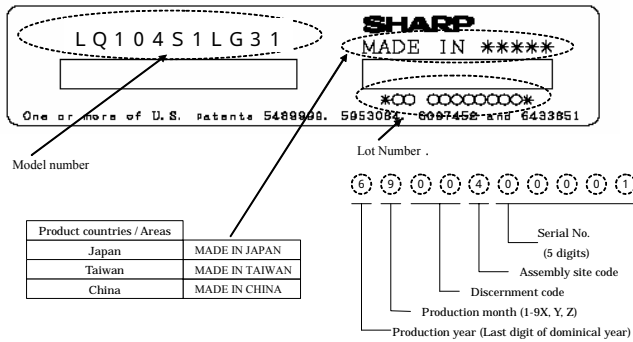 SHARP
LQ104S1LG31
MADE IN *****
*○○ ○○○○○○○○*
One or more of U.S. patents 5489999. 5953084. 6097452 and 6433851
Model number
Lot Number .
6 9 0 0 4 0 0 0 0 1
Product countries / Areas
Japan MADE IN JAPAN
Taiwan MADE IN TAIWAN
China MADE IN CHINA
Serial No.
(5 digits)
Assembly site code
Discernment code
Production month (1-9X, Y, Z)
Production year (Last digit of dominical year)